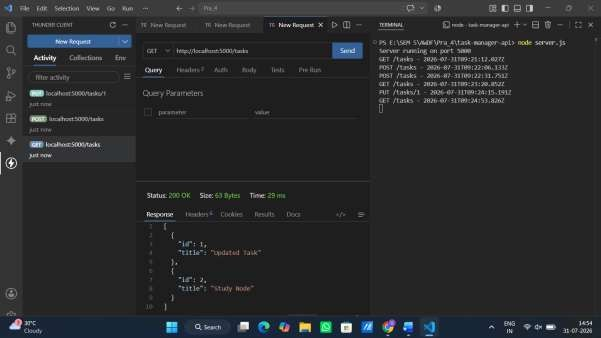 File Edit Selection View Go Run ...
Pra_4
THUNDER CLIENT
New Request
Activity Collections Env
filter activity
PUT localhost:5000/tasks/1
just now
POST localhost:5000/tasks
just now
GET localhost:5000/tasks
just now
TC New Request
TC New Request
New Request
GET http://localhost:5000/tasks Send
Query Headers 2 Auth Body Tests Pre Run
Query Parameters
parameter value
Status: 200 OK Size: 63 Bytes Time: 29 ms
Response Headers 6 Cookies Results Docs
1 [
2 {
3 "id": 1,
4 "title": "Updated Task"
5 },
6 {
7 "id": 2,
8 "title": "Study Node"
9 }
10 ]
TERMINAL
node - task-manager-api
PS E:\SEM 5\AWDF\Pra_4\task-manager-api> node server.js
Server running on port 5000
GET /tasks - 2026-07-31T09:21:12.027Z
POST /tasks - 2026-07-31T09:22:06.133Z
POST /tasks - 2026-07-31T09:22:31.751Z
GET /tasks - 2026-07-31T09:23:20.852Z
PUT /tasks/1 - 2026-07-31T09:24:15.191Z
GET /tasks - 2026-07-31T09:24:53.826Z
30°C
Cloudy
Search
ENG
IN
14:54
31-07-2026